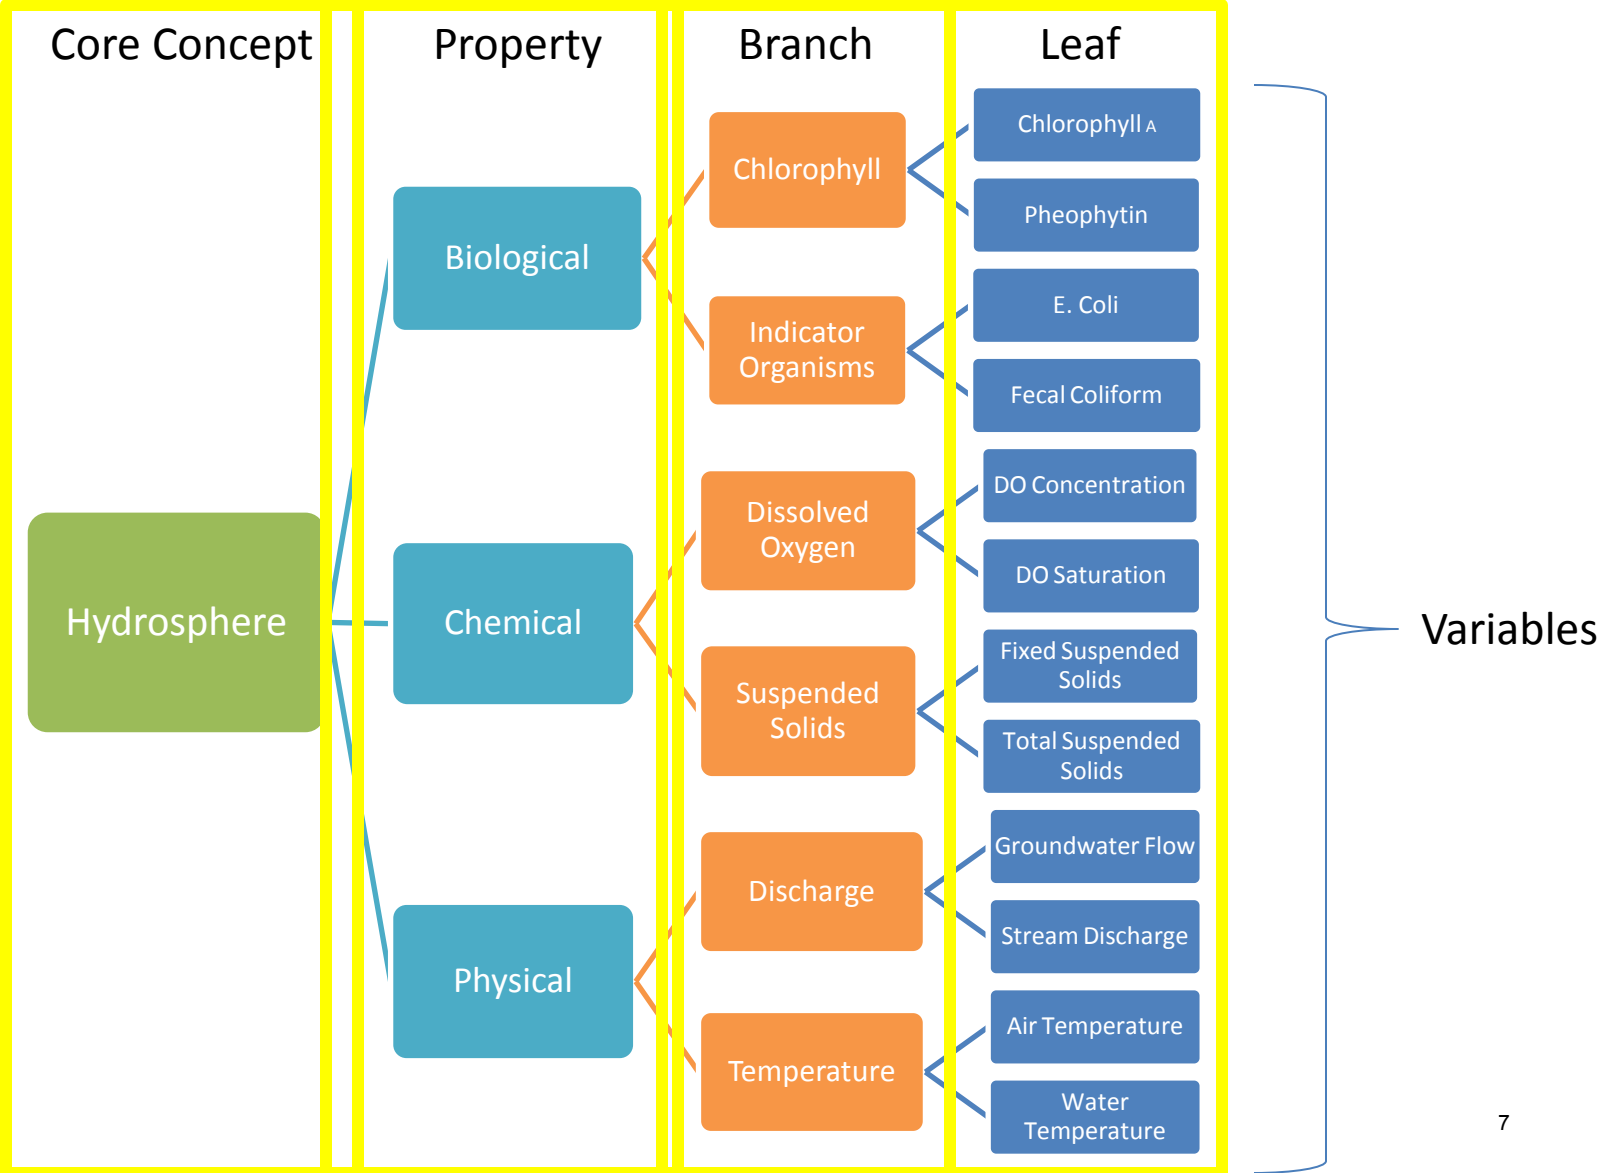 Core Concept
Property
Branch
Leaf
Hydrosphere
Biological
Chemical
Physical
Chlorophyll
Indicator
Organisms
Dissolved
Oxygen
Suspended
Solids
Discharge
Temperature
Chlorophyll A
Pheophytin
E. Coli
Fecal Coliform
DO Concentration
DO Saturation
Fixed Suspended
Solids
Total Suspended
Solids
Groundwater Flow
Stream Discharge
Air Temperature
Water
Temperature
Variables
7